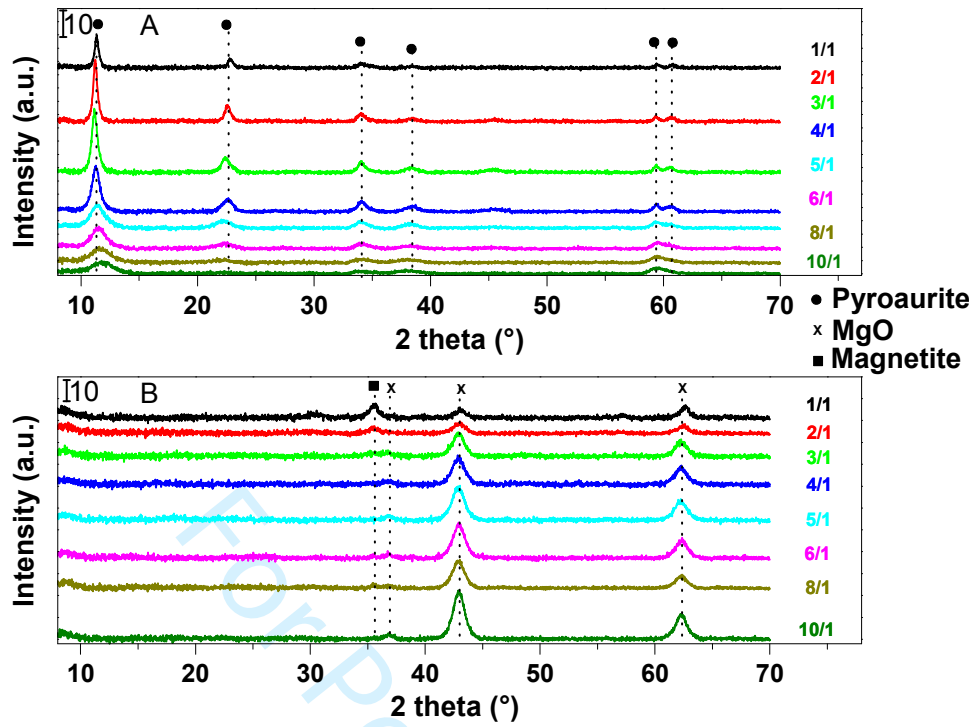 10 A
Intensity (a.u.)
1/1
2/1
3/1
4/1
5/1
6/1
8/1
10/1
10 20 30 40 50 60 70
2 theta (°)
Pyroaurite
x MgO
Magnetite
10 B
x x x
Intensity (a.u.)
1/1
2/1
3/1
4/1
5/1
6/1
8/1
10/1
10 20 30 40 50 60 70
2 theta (°)
For Pe